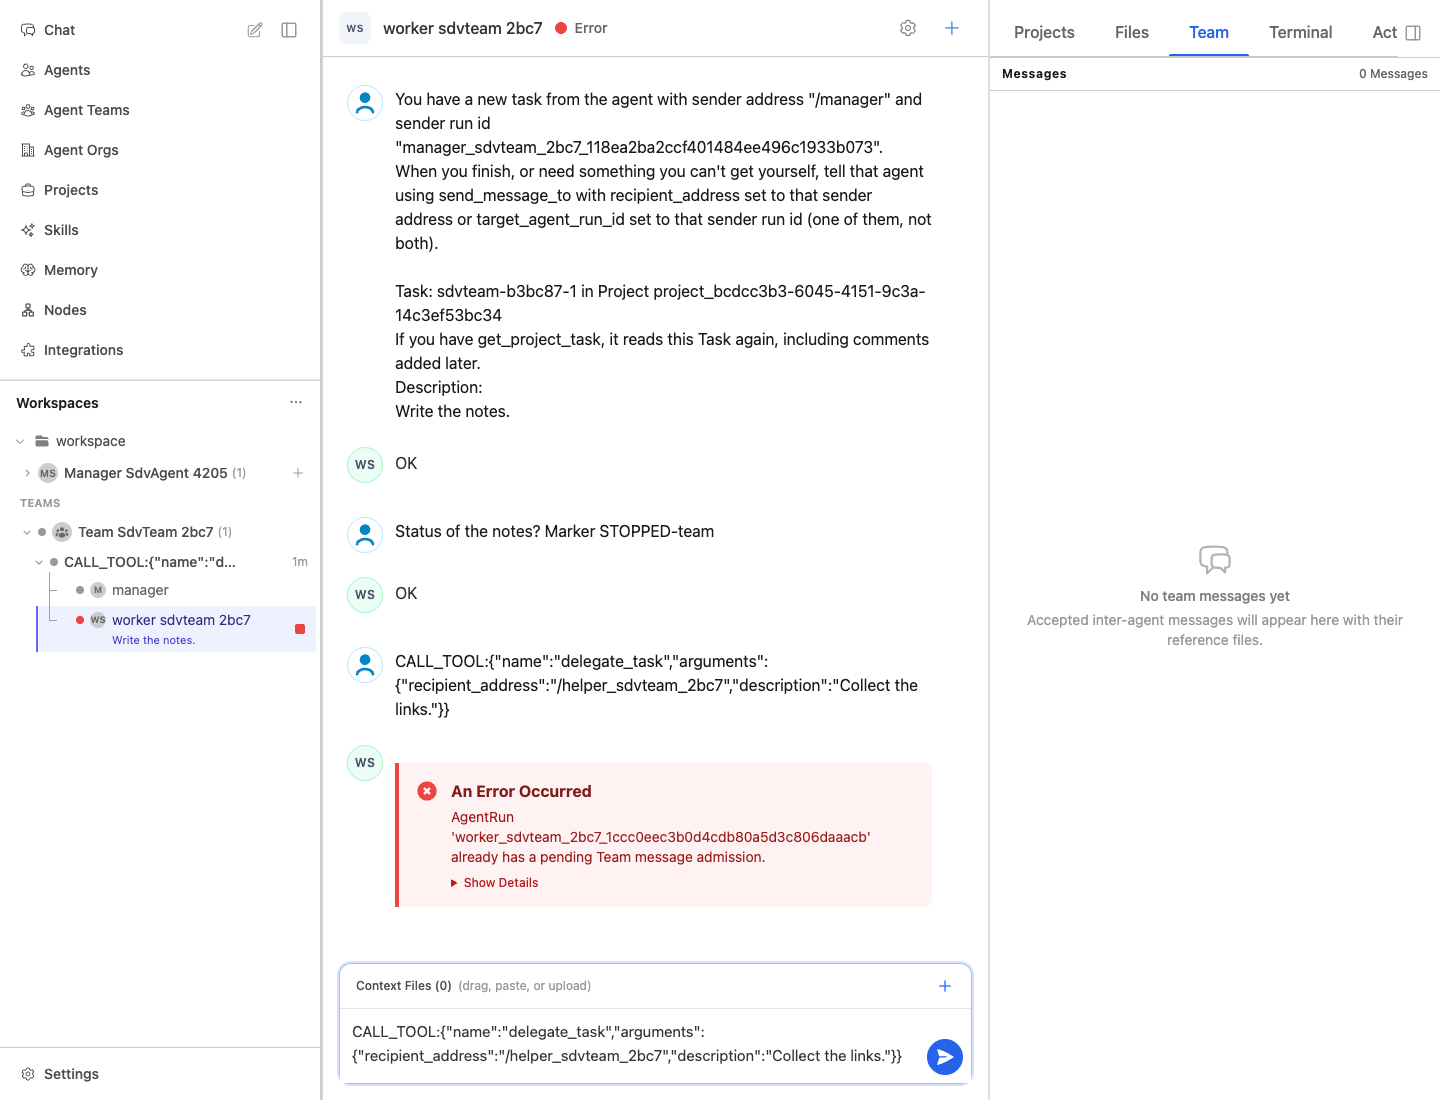 Chat
Agents
Agent Teams
Agent Orgs
Projects
Skills
Memory
Nodes
Integrations
Workspaces
workspace
MS Manager SdvAgent 4205 (1)
TEAMS
Team SdvTeam 2bc7 (1)
CALL_TOOL:{"name":"d... 1m
M manager
WS worker sdvteam 2bc7
Write the notes.
Settings
WS worker sdvteam 2bc7 Error
You have a new task from the agent with sender address "/manager" and
sender run id
"manager_sdvteam_2bc7_118ea2ba2ccf401484ee496c1933b073".
When you finish, or need something you can't get yourself, tell that agent
using send_message_to with recipient_address set to that sender
address or target_agent_run_id set to that sender run id (one of them, not
both).
Task: sdvteam-b3bc87-1 in Project project_bcdcc3b3-6045-4151-9c3a-
14c3ef53bc34
If you have get_project_task, it reads this Task again, including comments
added later.
Description:
Write the notes.
WS OK
Status of the notes? Marker STOPPED-team
WS OK
CALL_TOOL:{"name":"delegate_task","arguments":
{"recipient_address":"/helper_sdvteam_2bc7","description":"Collect the
links."}}
WS
An Error Occurred
AgentRun
'worker_sdvteam_2bc7_1ccc0eec3b0d4cdb80a5d3c806daaacb'
already has a pending Team message admission.
Show Details
Context Files (0) (drag, paste, or upload)
CALL_TOOL:{"name":"delegate_task","arguments":
{"recipient_address":"/helper_sdvteam_2bc7","description":"Collect the links."}}
Projects Files Team Terminal Act
Messages 0 Messages
No team messages yet
Accepted inter-agent messages will appear here with their
reference files.